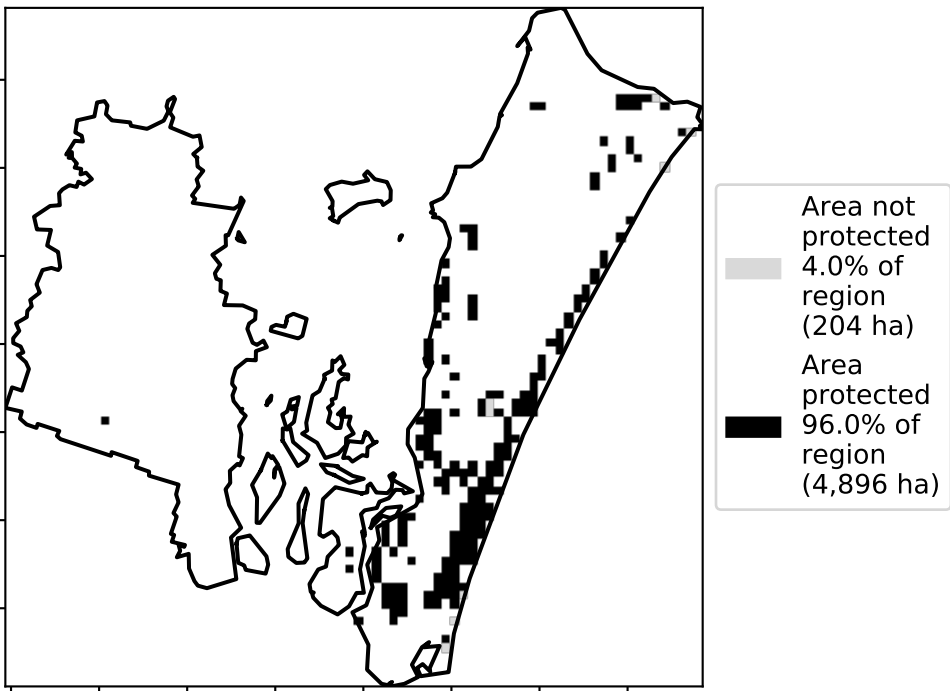 Area not
protected
4.0% of
region
(204 ha)
Area
protected
96.0% of
region
(4,896 ha)